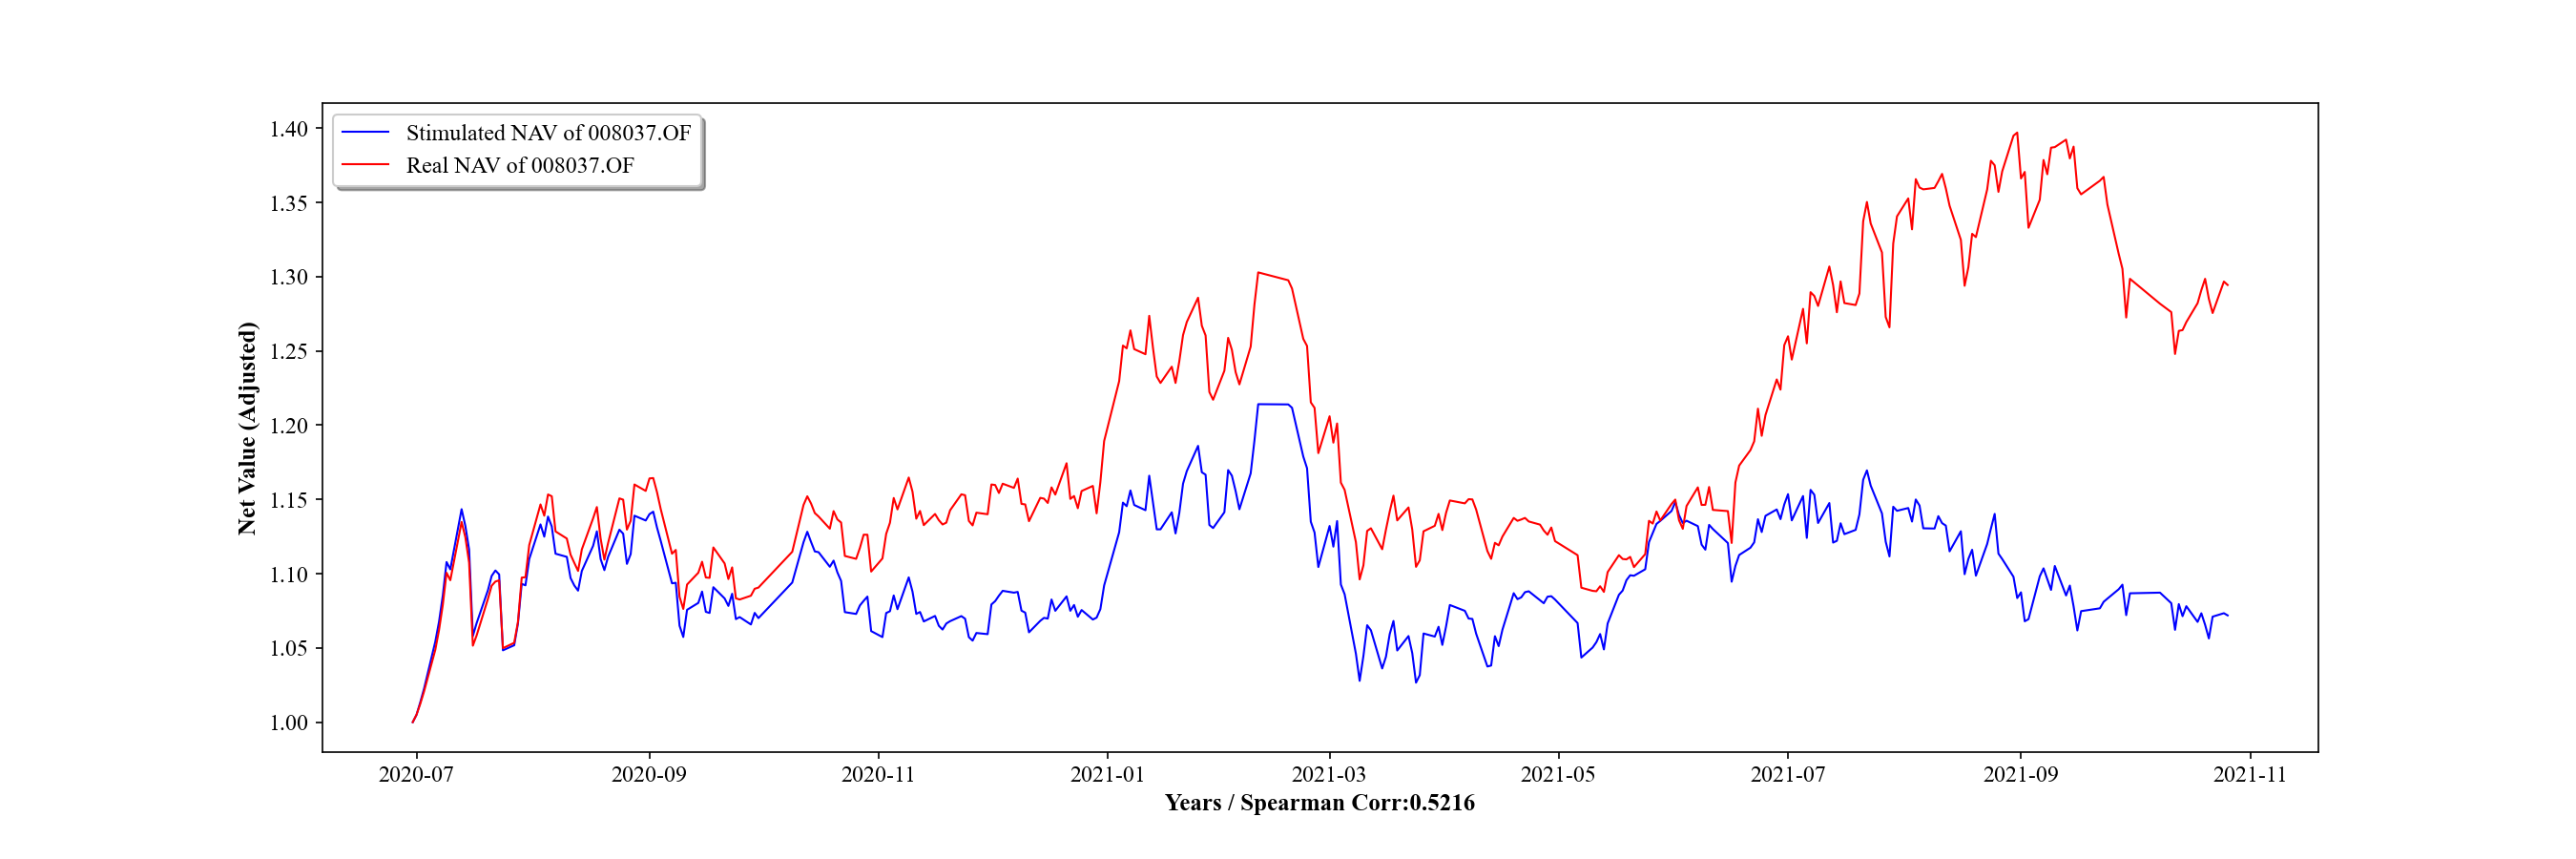 Stimulated NAV of 008037.OF
Real NAV of 008037.OF
1.40
1.35
1.30
1.25
1.20
1.15
1.10
1.05
1.00
Net Value (Adjusted)
2020-07 2020-09 2020-11 2021-01 2021-03 2021-05 2021-07 2021-09 2021-11
Years / Spearman Corr:0.5216